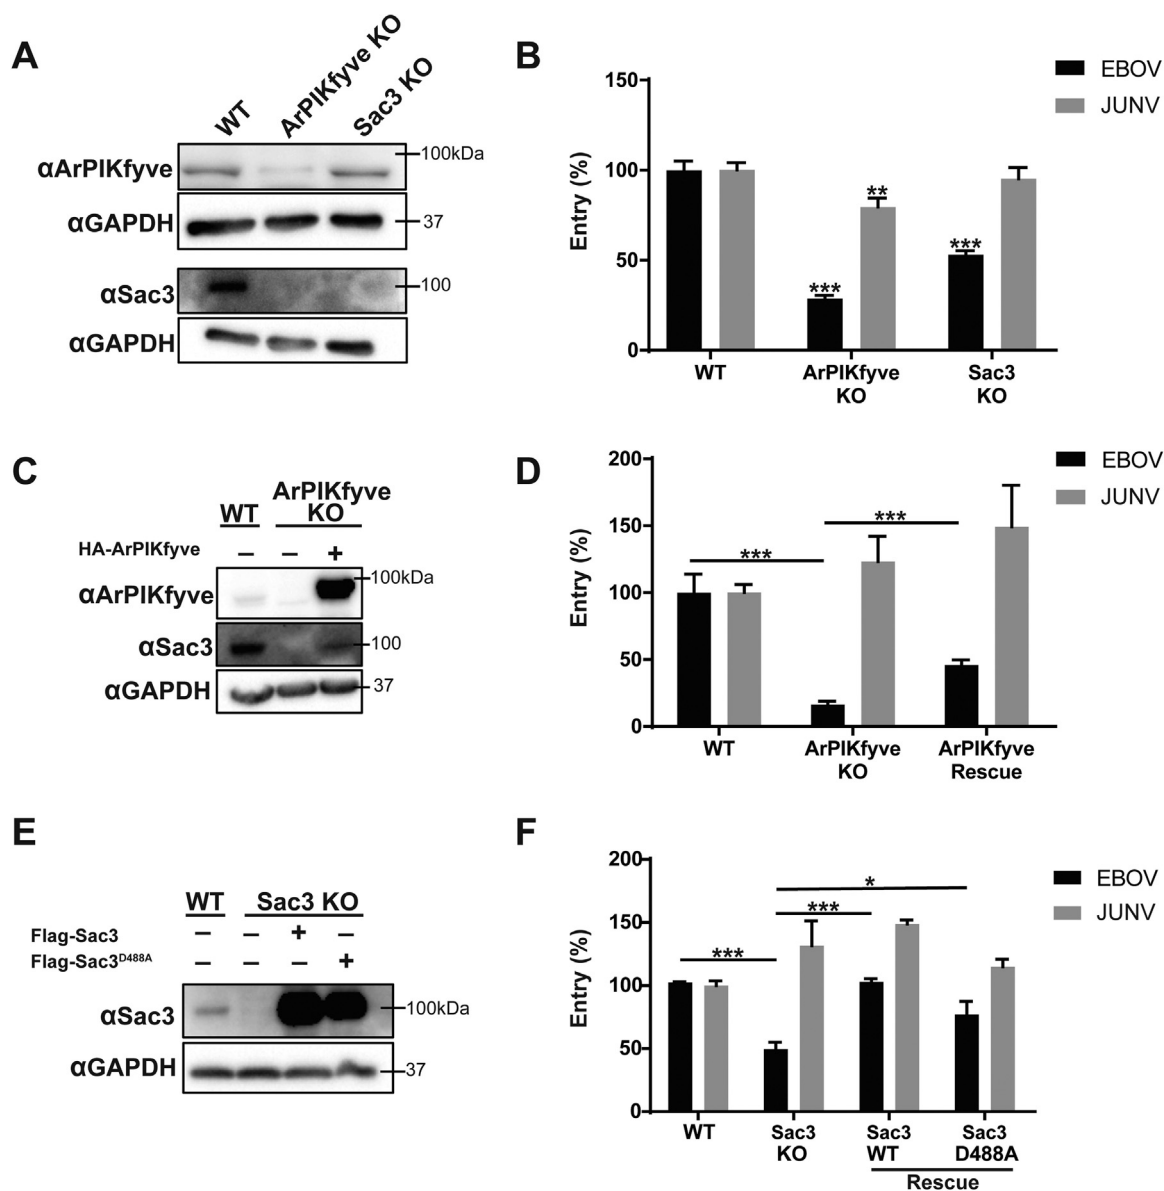 A
WT
ArPIKfyve KO
Sac3 KO
αArPIKfyve
100kDa
αGAPDH
37
αSac3
100
αGAPDH
B
EBOV
JUNV
Entry (%)
150
100
50
0
***
**
***
WT
ArPIKfyve
KO
Sac3
KO
C
WT
ArPIKfyve
KO
HA-ArPIKfyve
– – +
αArPIKfyve
100kDa
αSac3
100
αGAPDH
37
D
EBOV
JUNV
Entry (%)
200
150
100
50
0
***
***
WT
ArPIKfyve
KO
ArPIKfyve
Rescue
E
WT
Sac3 KO
Flag-Sac3
– – + –
Flag-Sac3D488A
– – – +
αSac3
100kDa
αGAPDH
37
F
EBOV
JUNV
Entry (%)
200
150
100
50
0
***
***
*
WT
Sac3
KO
Sac3
WT
Sac3
D488A
Rescue